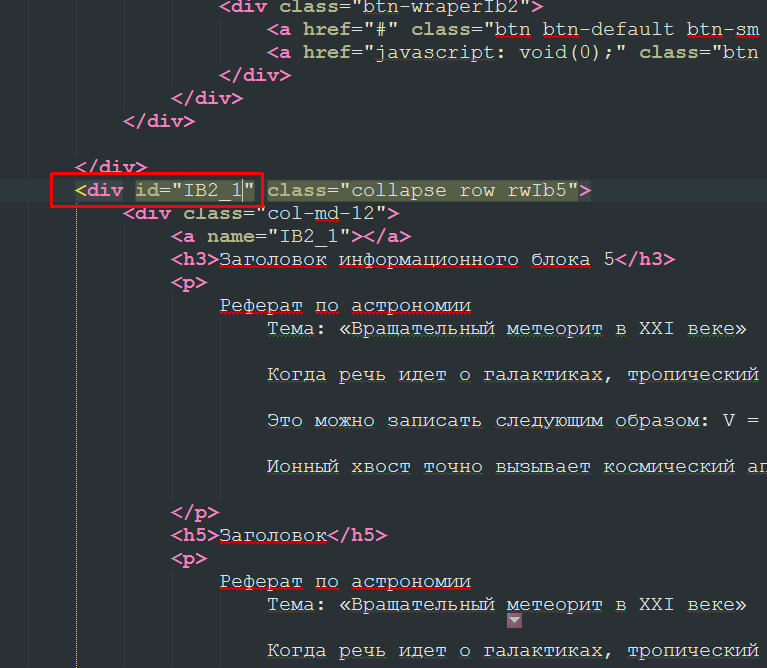 <div class="btn-wraperIb2">
<a href="#" class="btn btn-default btn-sm
<a href="javascript: void(0);" class="btn
</div>
</div>
</div>
</div>
<div id="IB2_1" class="collapse row rwIb5">
<div class="col-md-12">
<a name="IB2_1"></a>
<h3>Заголовок информационного блока 5</h3>
<p>
Реферат по астрономии
Тема: «Вращательный метеорит в XXI веке»
Когда речь идет о галактиках, тропический
Это можно записать следующим образом: V =
Ионный хвост точно вызывает космический ап
</p>
<h5>Заголовок</h5>
<p>
Реферат по астрономии
Тема: «Вращательный метеорит в XXI веке»
Когда речь идет о галактиках, тропический